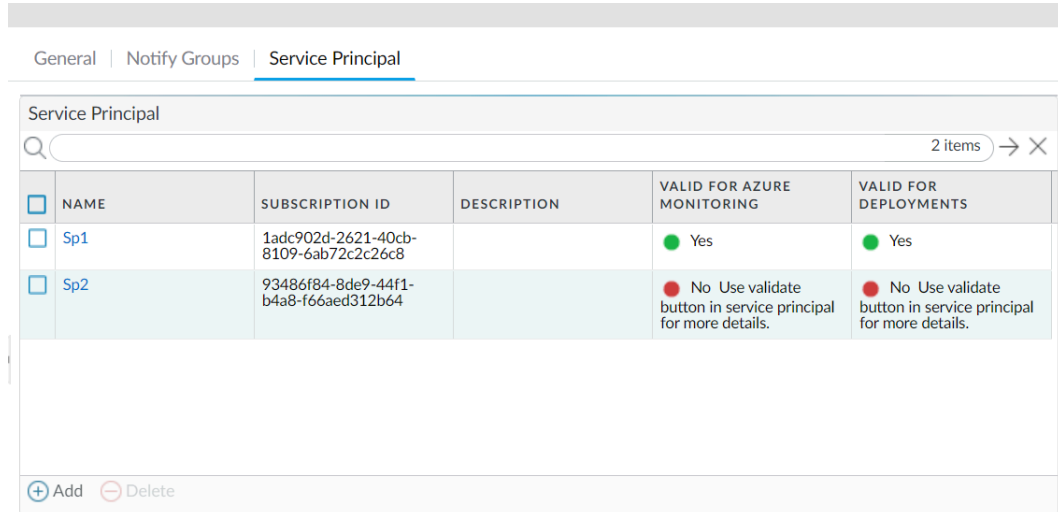 General | Notify Groups | Service Principal
Service Principal
2 items
NAME
SUBSCRIPTION ID
DESCRIPTION
VALID FOR AZURE
MONITORING
VALID FOR
DEPLOYMENTS
Sp1
1adc902d-2621-40cb-
8109-6ab72c2c26c8
Yes
Yes
Sp2
93486f84-8de9-44f1-
b4a8-f66aed312b64
No Use validate
button in service principal
for more details.
No Use validate
button in service principal
for more details.
Add
Delete